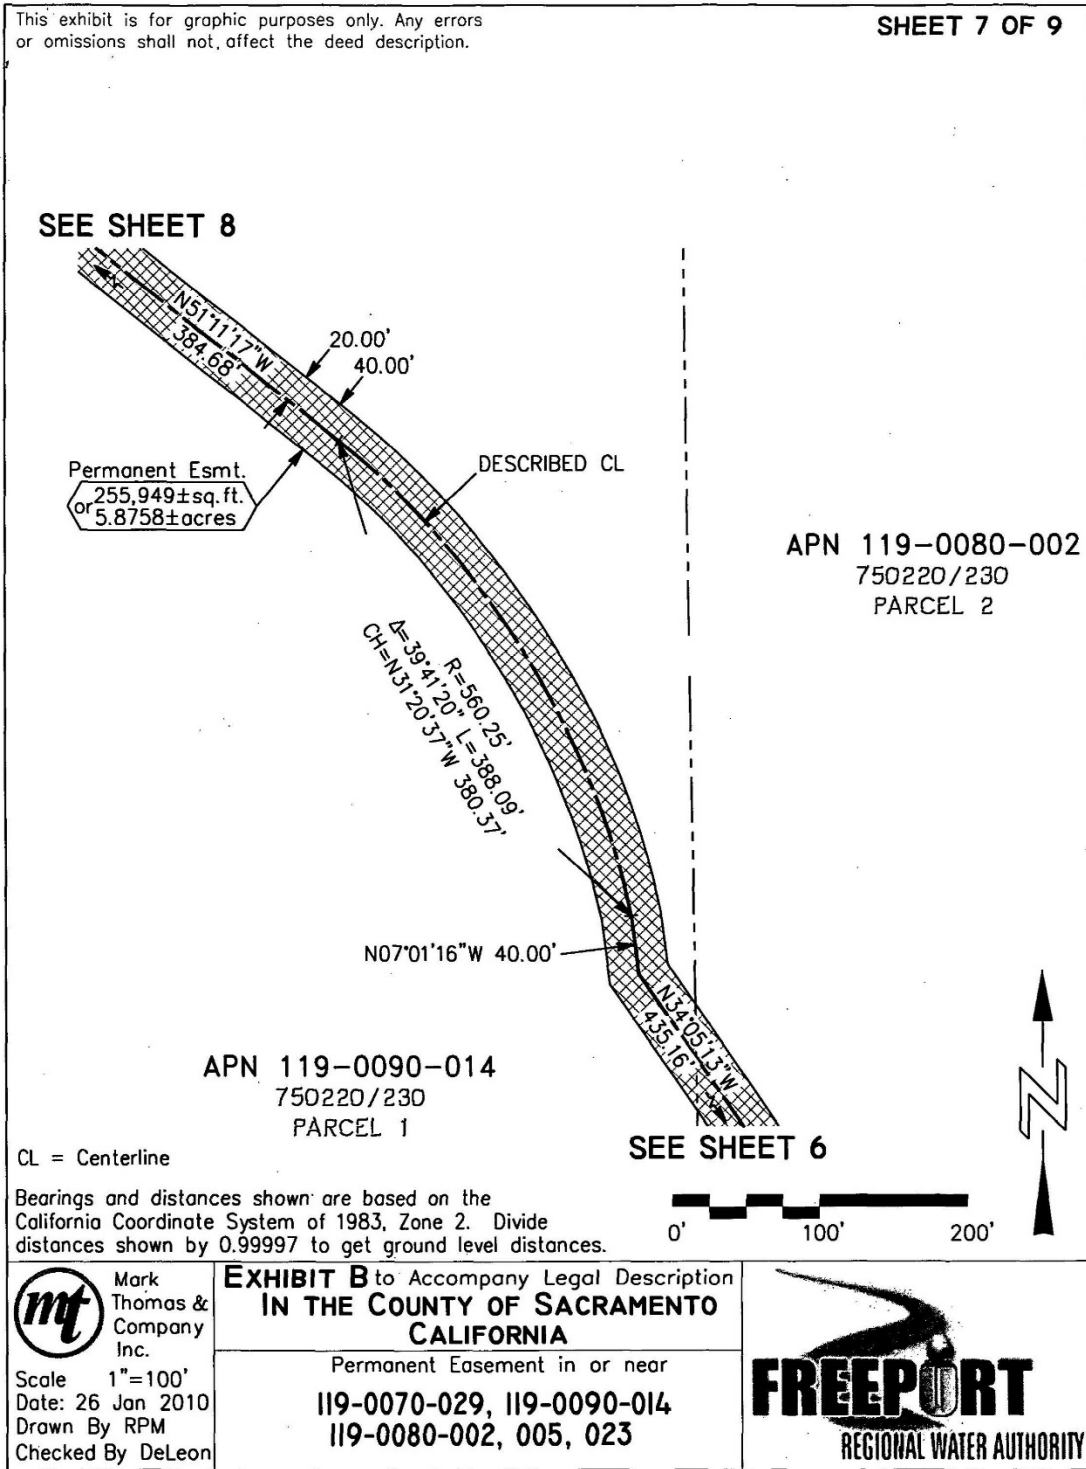 This exhibit is for graphic purposes only. Any errors
or omissions shall not affect the deed description.
SHEET 7 OF 9
SEE SHEET 8
N51°11'17"W
384.68'
20.00'
40.00'
DESCRIBED CL
Permanent Esmt.
255,949±sq.ft.
or 5.8758±acres
APN 119-0080-002
750220/230
PARCEL 2
R=560.25'
Δ=39°41'20" L=388.09'
CH=N31°20'37"W 380.37'
N07°01'16"W 40.00'
N34°05'13"W
435.16'
APN 119-0090-014
750220/230
PARCEL 1
SEE SHEET 6
N
CL = Centerline
Bearings and distances shown are based on the
California Coordinate System of 1983, Zone 2. Divide
distances shown by 0.99997 to get ground level distances.
0' 100' 200'
mt
Mark
Thomas &
Company
Inc.
Scale 1"=100'
Date: 26 Jan 2010
Drawn By RPM
Checked By DeLeon
EXHIBIT B to Accompany Legal Description
IN THE COUNTY OF SACRAMENTO
CALIFORNIA
Permanent Easement in or near
119-0070-029, 119-0090-014
119-0080-002, 005, 023
FREEPORT
REGIONAL WATER AUTHORITY